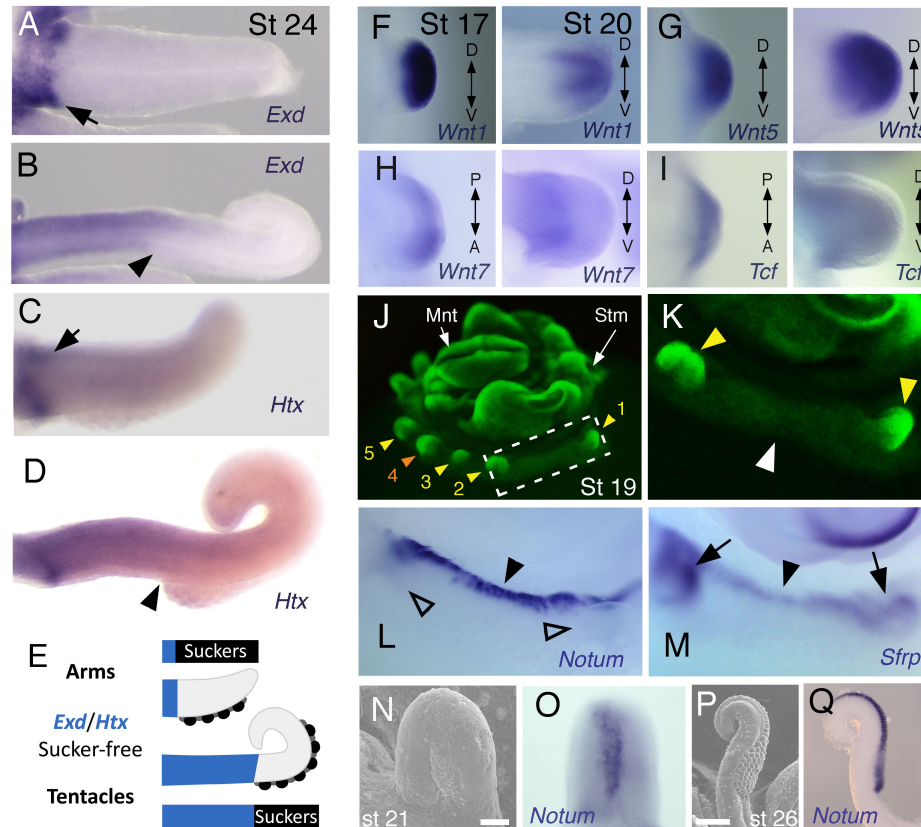 A
St 24
Exd
B
Exd
C
Htx
D
Htx
E
Arms
Suckers
Exd/Htx
Sucker-free
Tentacles
Suckers
F
St 17
D
V
Wnt1
St 20
D
V
Wnt1
G
D
V
Wnt5
D
V
H
P
A
Wnt7
D
V
Wnt7
I
P
A
Tcf
D
Tcf
J
Mnt
Stm
1
5
4
3
2
St 19
K
L
Notum
M
Sfrp
N
st 21
O
Notum
P
st 26
Q
Notum